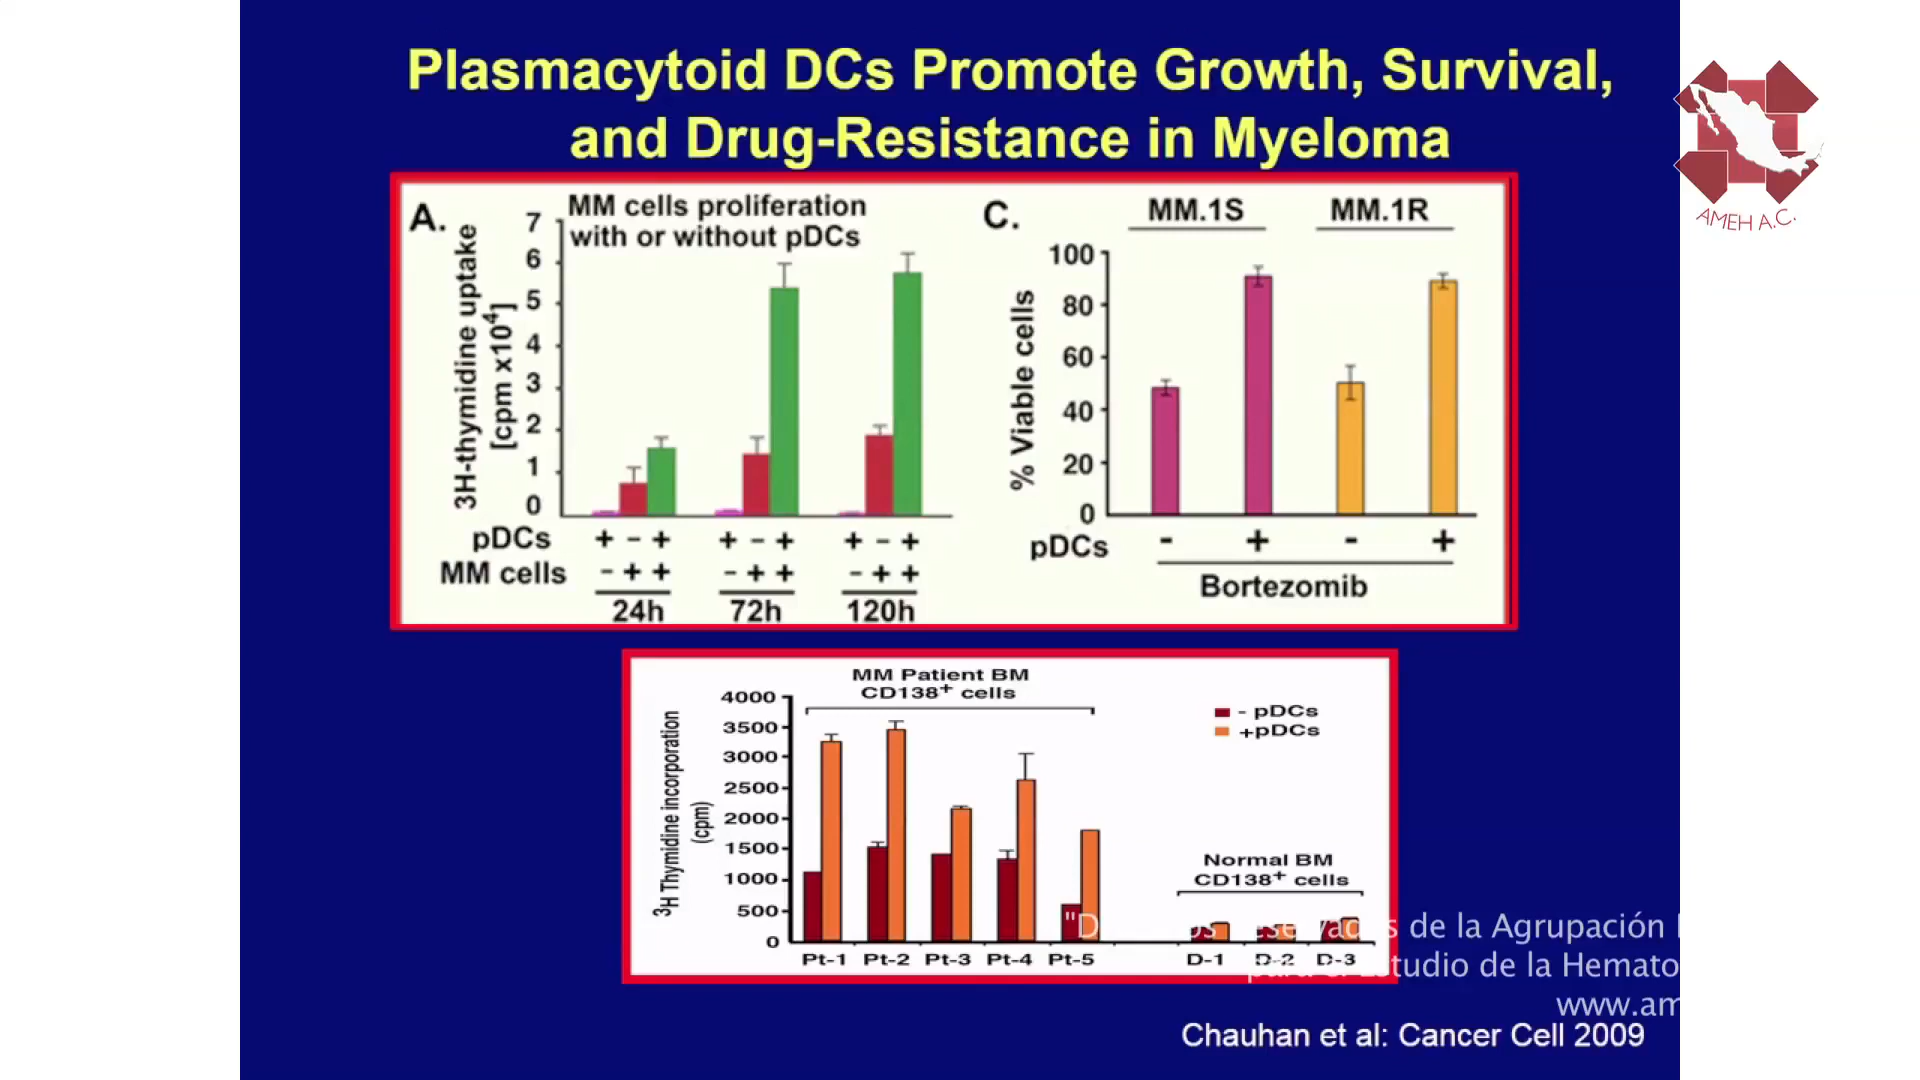 Plasmacytoid DCs Promote Growth, Survival,
and Drug-Resistance in Myeloma
AMEH A.C.
A.
MM cells proliferation
with or without pDCs
3H-thymidine uptake
[cpm x10⁴]
7
6
5
4
3
2
1
0
pDCs + - + + - + + - +
MM cells - + + - + + - + +
24h 72h 120h
C.
MM.1S MM.1R
% Viable cells
100
80
60
40
20
0
pDCs - + - +
Bortezomib
MM Patient BM
CD138⁺ cells
³H Thymidine incorporation
(cpm)
4000
3500
3000
2500
2000
1500
1000
500
0
- pDCs
+pDCs
Normal BM
CD138⁺ cells
Pt-1 Pt-2 Pt-3 Pt-4 Pt-5 D-1 D-2 D-3
de la Agrupación
Estudio de la Hemato
www.am
Chauhan et al: Cancer Cell 2009